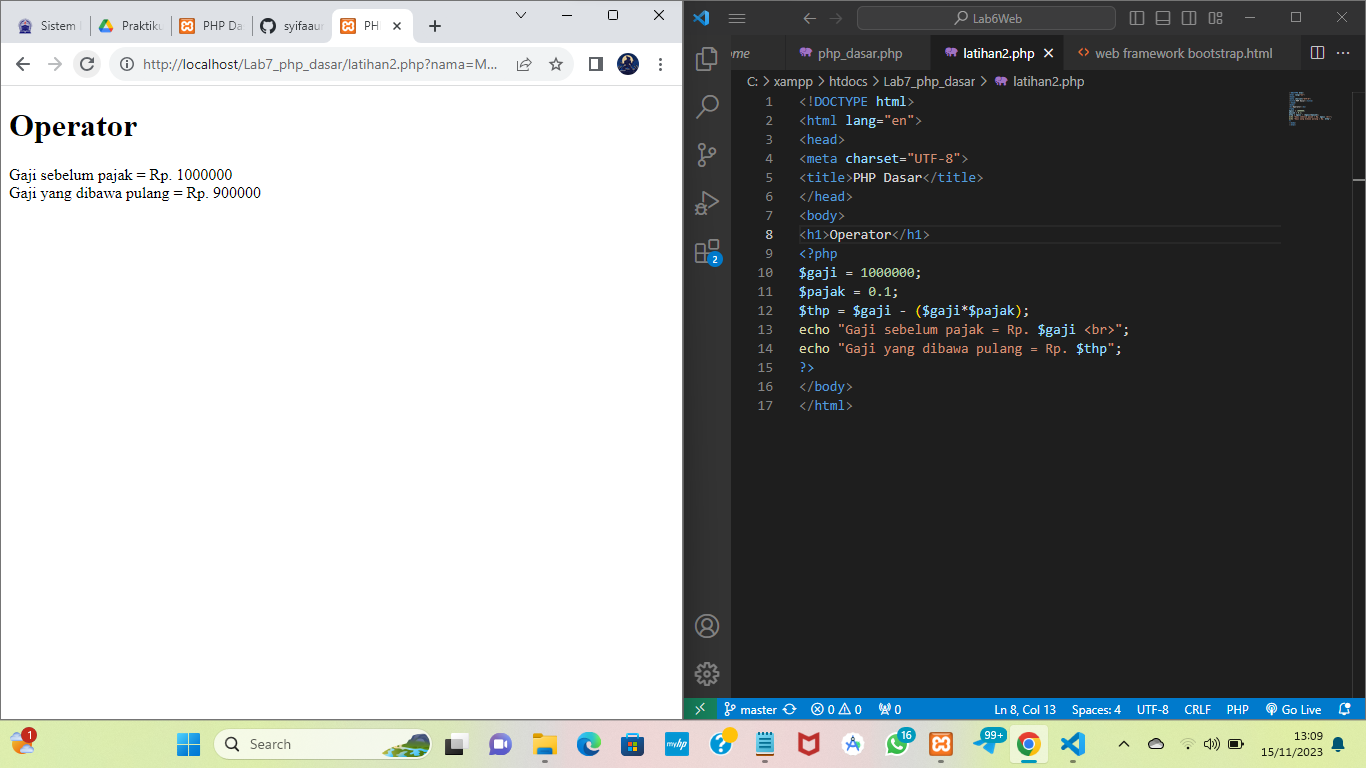 Sistem
Praktiku
PHP Da
syifaaur
PH
http://localhost/Lab7_php_dasar/latihan2.php?nama=M...
Operator
Gaji sebelum pajak = Rp. 1000000
Gaji yang dibawa pulang = Rp. 900000
Lab6Web
ome
php_dasar.php
latihan2.php
web framework bootstrap.html
C: > xampp > htdocs > Lab7_php_dasar > latihan2.php
1 <!DOCTYPE html>
2 <html lang="en">
3 <head>
4 <meta charset="UTF-8">
5 <title>PHP Dasar</title>
6 </head>
7 <body>
8 <h1>Operator</h1>
9 <?php
10 $gaji = 1000000;
11 $pajak = 0.1;
12 $thp = $gaji - ($gaji*$pajak);
13 echo "Gaji sebelum pajak = Rp. $gaji <br>";
14 echo "Gaji yang dibawa pulang = Rp. $thp";
15 ?>
16 </body>
17 </html>
2
master
0
0
0
Ln 8, Col 13
Spaces: 4
UTF-8
CRLF
PHP
Go Live
1
Search
myhp
16
99+
13:09
15/11/2023